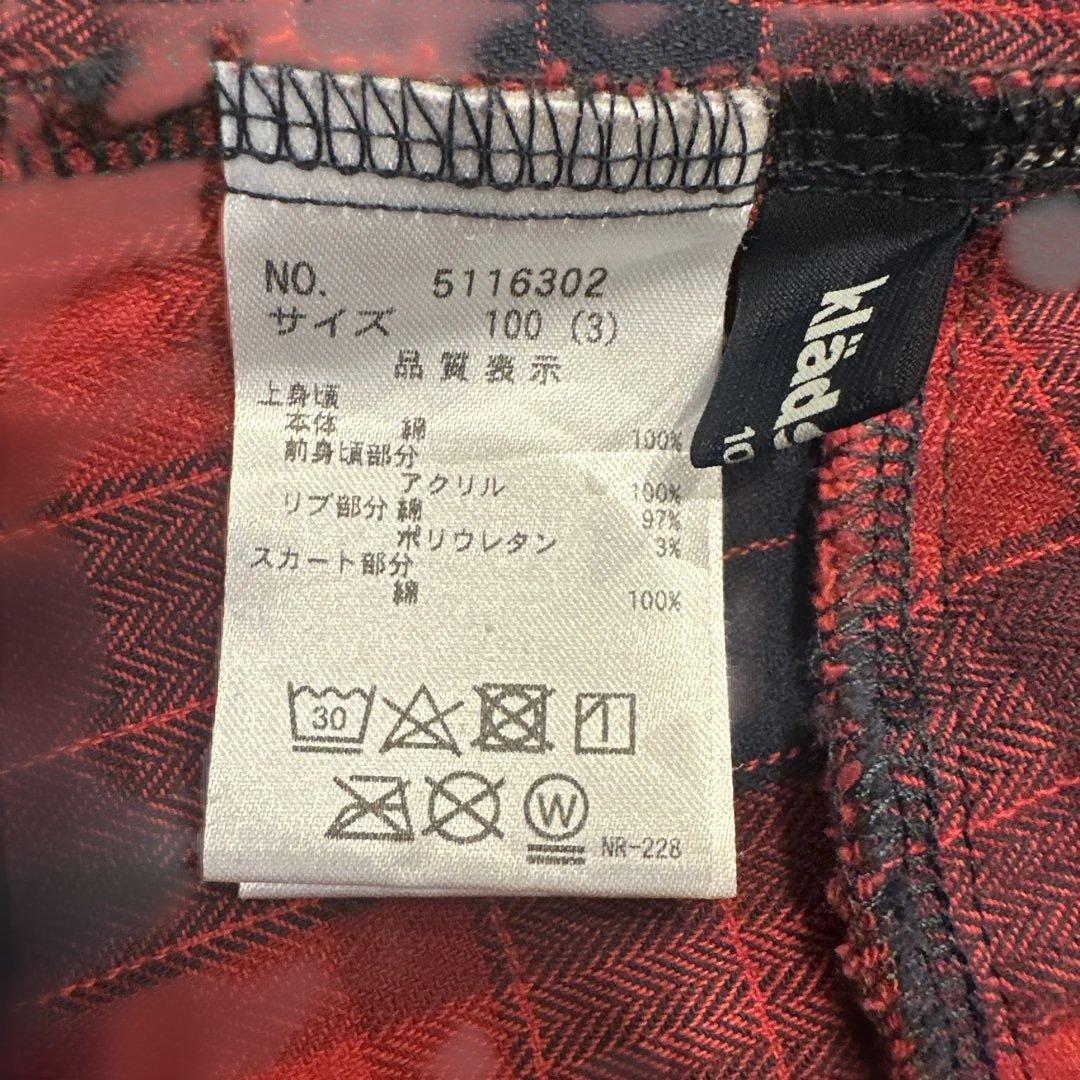 NO. 5116302
サイズ 100 (3)
品質表示
上身頃
本体 綿 100%
前身頃部分
アクリル 100%
リブ部分 綿 97%
ポリウレタン 3%
スカート部分
綿 100%
30
W
NR-228
kläd
10